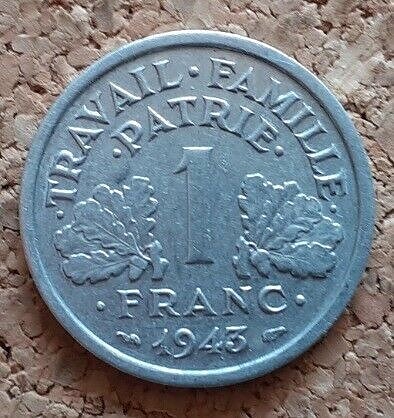 ·TRAVAIL·FAMILLE·
·PATRIE·
1
·FRANC·
1943